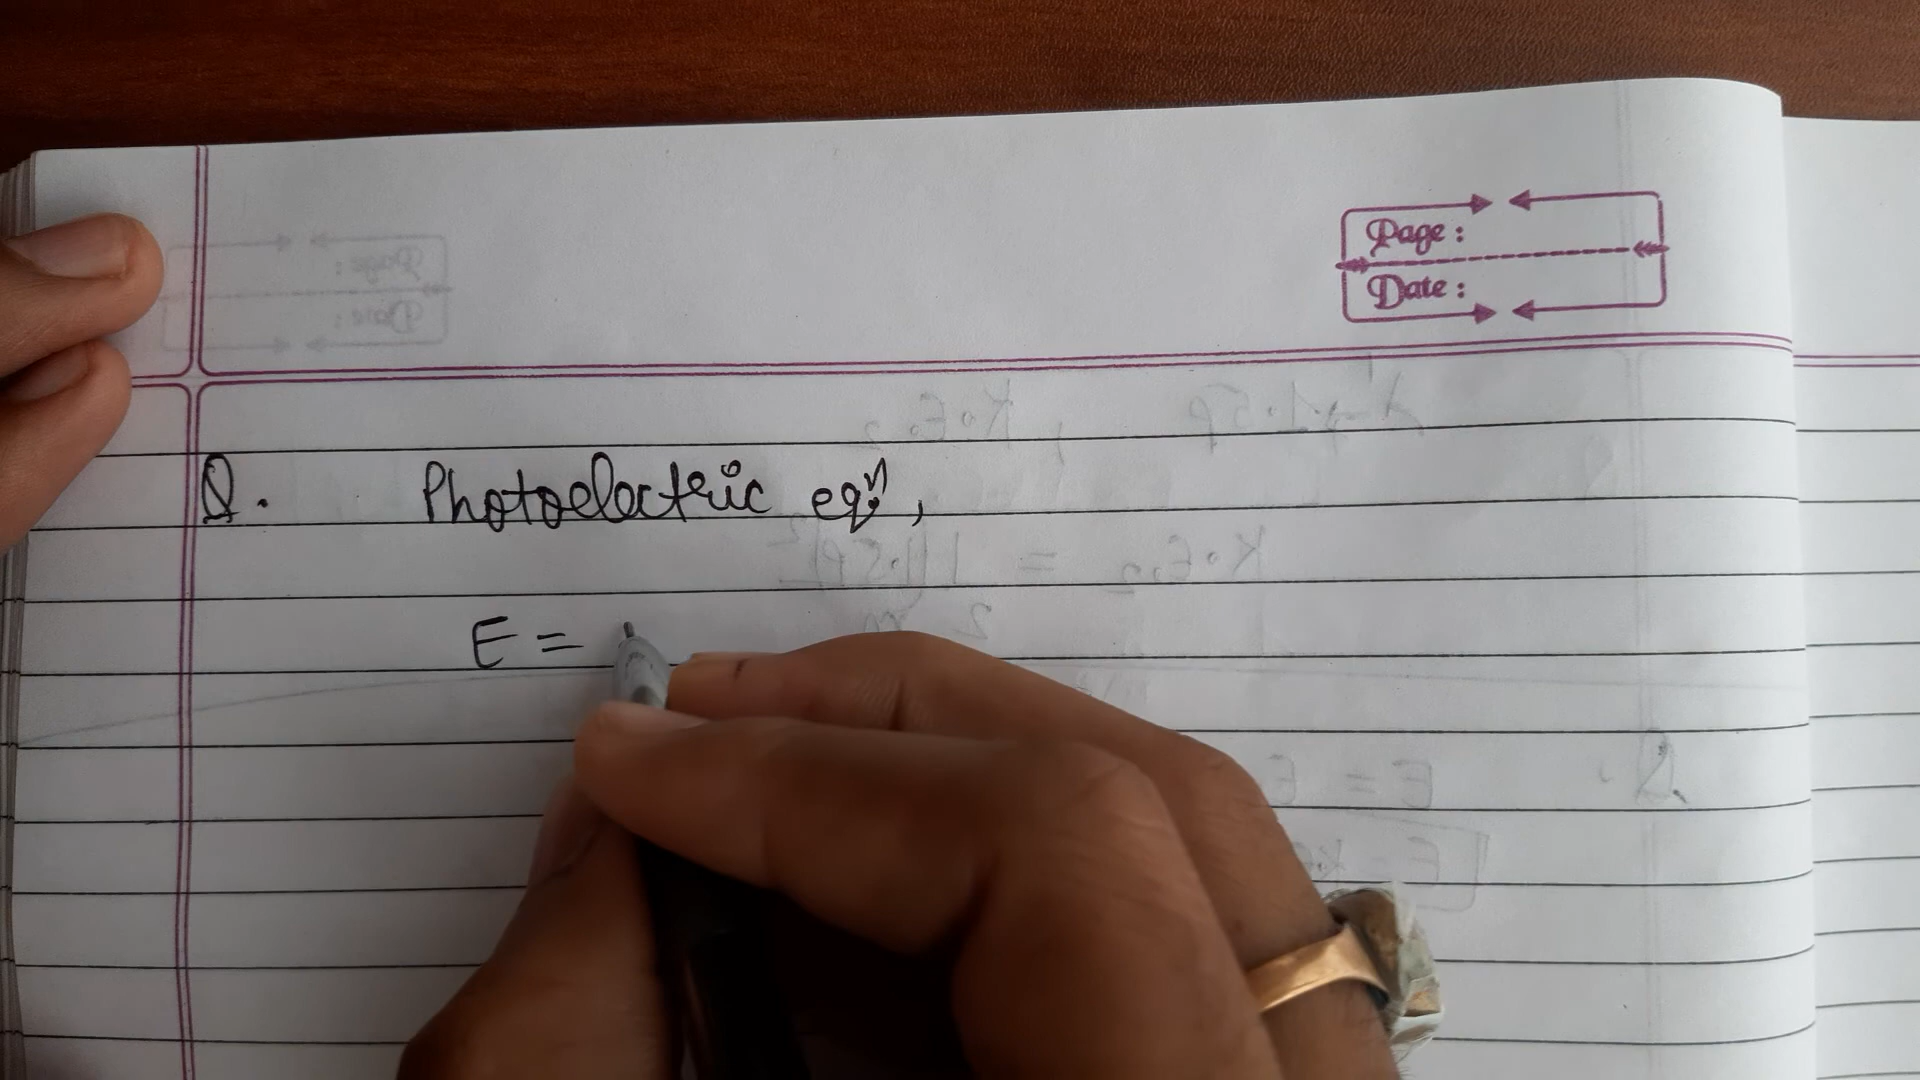 Page :
Date :
Q. Photoelectric eqⁿ,
E =